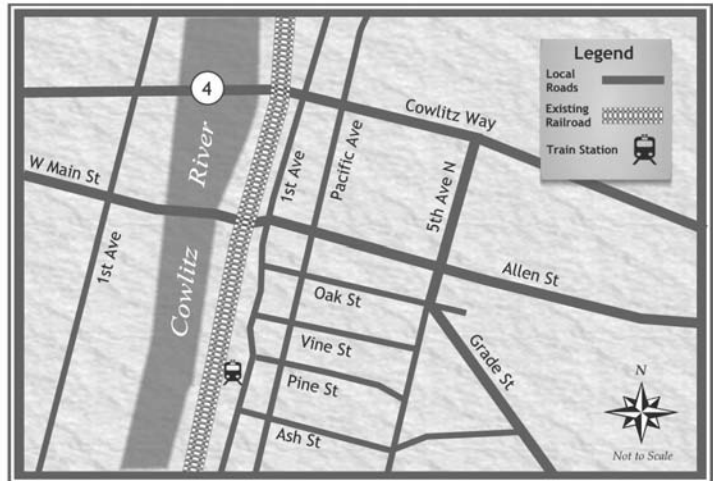 Legend
Local
Roads
Existing
Railroad
Train Station
4
Cowlitz Way
W Main St
1st Ave
Cowlitz River
1st Ave
Pacific Ave
5th Ave N
Allen St
Oak St
Vine St
Pine St
Ash St
Grade St
N
Not to Scale